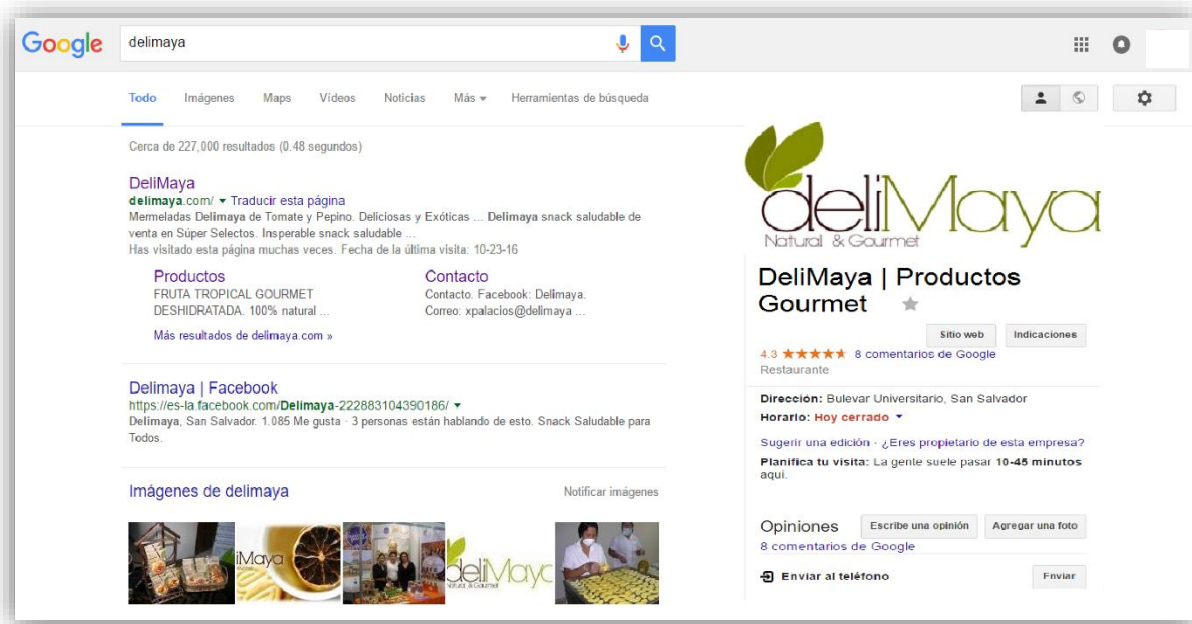 Google
delimaya
Todo Imágenes Maps Vídeos Noticias Más Herramientas de búsqueda
Cerca de 227,000 resultados (0.48 segundos)
DeliMaya
delimaya.com/ Traducir esta página
Mermeladas Delimaya de Tomate y Pepino. Deliciosas y Exóticas ... Delimaya snack saludable de
venta en Súper Selectos. Insperable snack saludable ...
Has visitado esta página muchas veces. Fecha de la última visita: 10-23-16
Productos
FRUTA TROPICAL GOURMET
DESHIDRATADA. 100% natural ...
Contacto
Contacto. Facebook: Delimaya.
Correo: xpalacios@delimaya ...
Más resultados de delimaya.com »
Delimaya | Facebook
https://es-la.facebook.com/Delimaya-222883104390186/
Delimaya, San Salvador. 1.085 Me gusta · 3 personas están hablando de esto. Snack Saludable para
Todos.
Imágenes de delimaya
Notificar imágenes
iMaya
deliMayc
Natural & Gourmet
deliMaya
Natural & Gourmet
DeliMaya | Productos
Gourmet
Sitio web Indicaciones
4.3 8 comentarios de Google
Restaurante
Dirección: Bulevar Universitario, San Salvador
Horario: Hoy cerrado
Sugerir una edición - ¿Eres propietario de esta empresa?
Planifica tu visita: La gente suele pasar 10-45 minutos
aquí.
Opiniones Escribe una opinión Agregar una foto
8 comentarios de Google
Enviar al teléfono Enviar